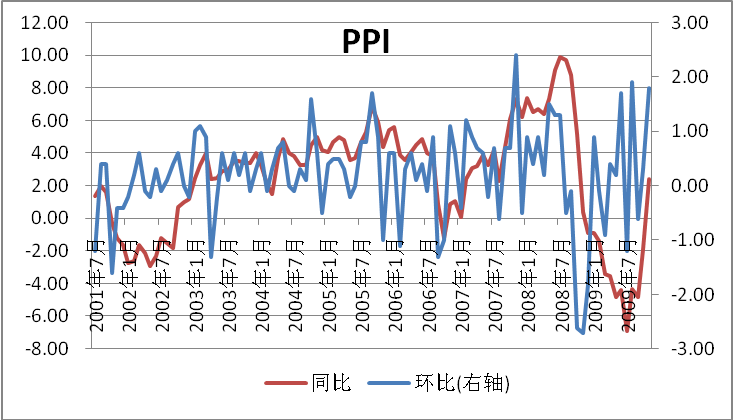 PPI
12.00
10.00
8.00
6.00
4.00
2.00
0.00
-2.00
-4.00
-6.00
-8.00
3.00
2.00
1.00
0.00
-1.00
-2.00
-3.00
2001年7月
2002年1月
2002年7月
2003年1月
2003年7月
2004年1月
2004年7月
2005年1月
2005年7月
2006年1月
2006年7月
2007年1月
2007年7月
2008年1月
2008年7月
2009年1月
2009年7月
同比
环比(右轴)